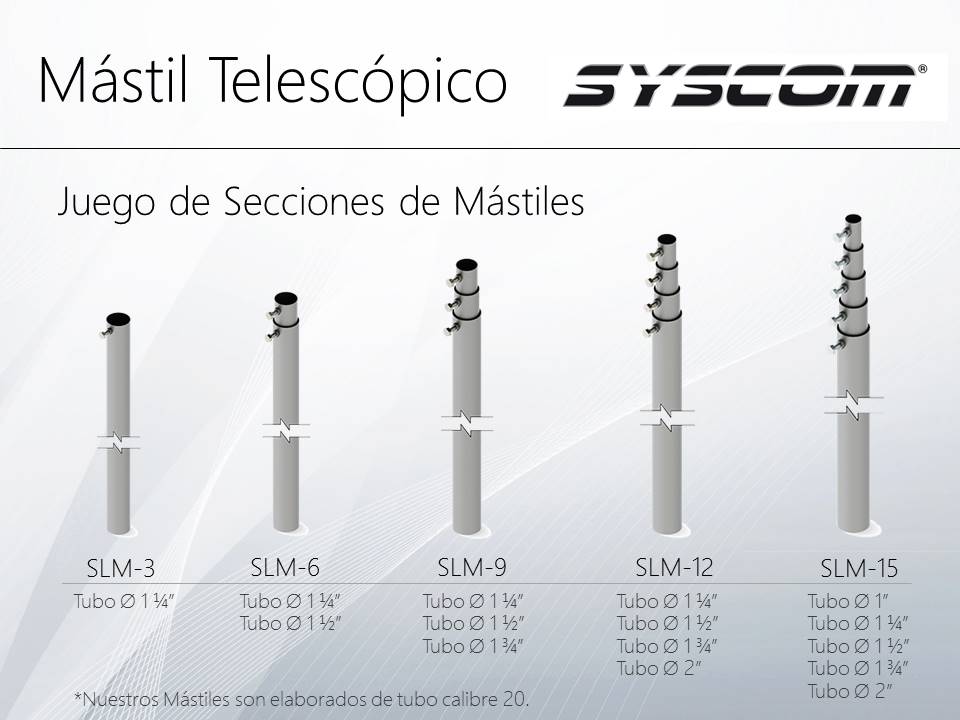 Mástil Telescópico
SYSCOM®
Juego de Secciones de Mástiles
SLM-3
Tubo Ø 1 ¼”
SLM-6
Tubo Ø 1 ¼”
Tubo Ø 1 ½”
SLM-9
Tubo Ø 1 ¼”
Tubo Ø 1 ½”
Tubo Ø 1 ¾”
SLM-12
Tubo Ø 1 ¼”
Tubo Ø 1 ½”
Tubo Ø 1 ¾”
Tubo Ø 2”
SLM-15
Tubo Ø 1”
Tubo Ø 1 ¼”
Tubo Ø 1 ½”
Tubo Ø 1 ¾”
Tubo Ø 2”
*Nuestros Mástiles son elaborados de tubo calibre 20.